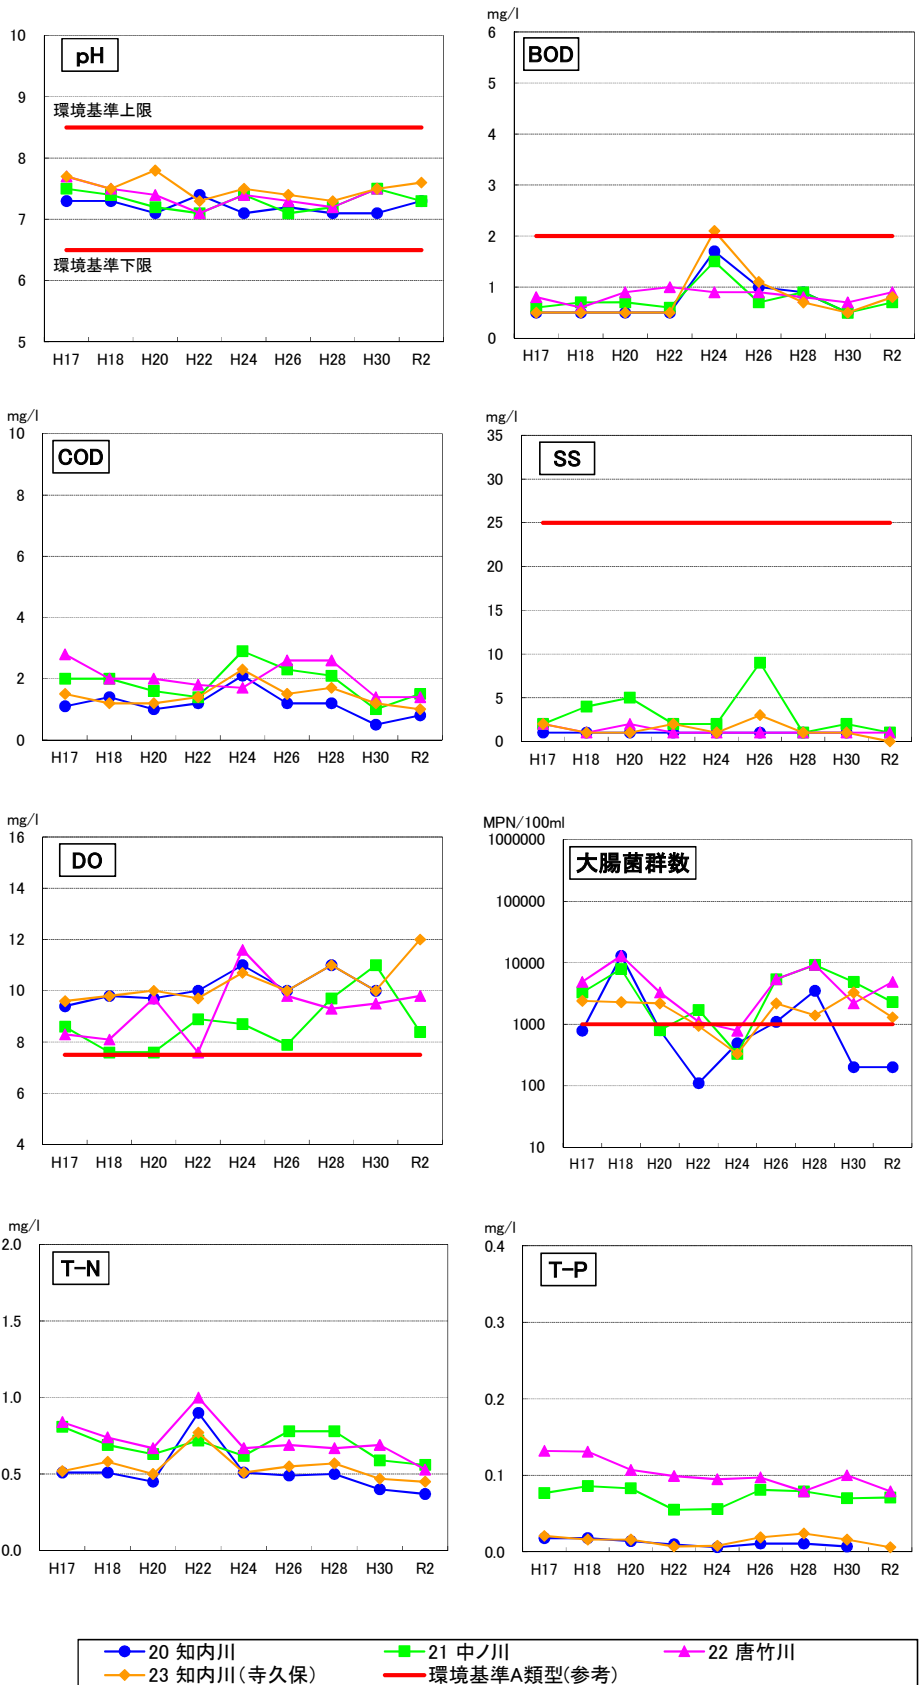 pH
10
9
8
7
6
5
環境基準上限
環境基準下限
H17 H18 H20 H22 H24 H26 H28 H30 R2
mg/l
BOD
6
5
4
3
2
1
0
H17 H18 H20 H22 H24 H26 H28 H30 R2
mg/l
COD
10
8
6
4
2
0
H17 H18 H20 H22 H24 H26 H28 H30 R2
mg/l
SS
35
30
25
20
15
10
5
0
H17 H18 H20 H22 H24 H26 H28 H30 R2
mg/l
DO
16
14
12
10
8
6
4
H17 H18 H20 H22 H24 H26 H28 H30 R2
MPN/100ml
大腸菌群数
1000000
100000
10000
1000
100
10
H17 H18 H20 H22 H24 H26 H28 H30 R2
mg/l
T-N
2.0
1.5
1.0
0.5
0.0
H17 H18 H20 H22 H24 H26 H28 H30 R2
mg/l
T-P
0.4
0.3
0.2
0.1
0.0
H17 H18 H20 H22 H24 H26 H28 H30 R2
20 知内川 21 中ノ川 22 唐竹川
23 知内川(寺久保) 環境基準A類型(参考)